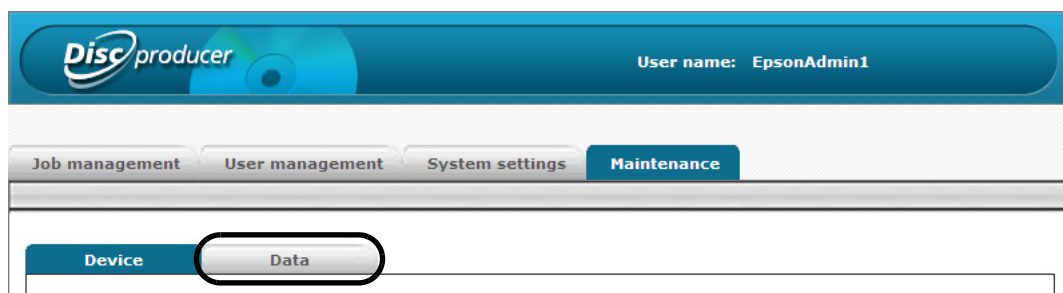 Disc producer
User name: EpsonAdmin1
Job management User management System settings Maintenance
Device Data